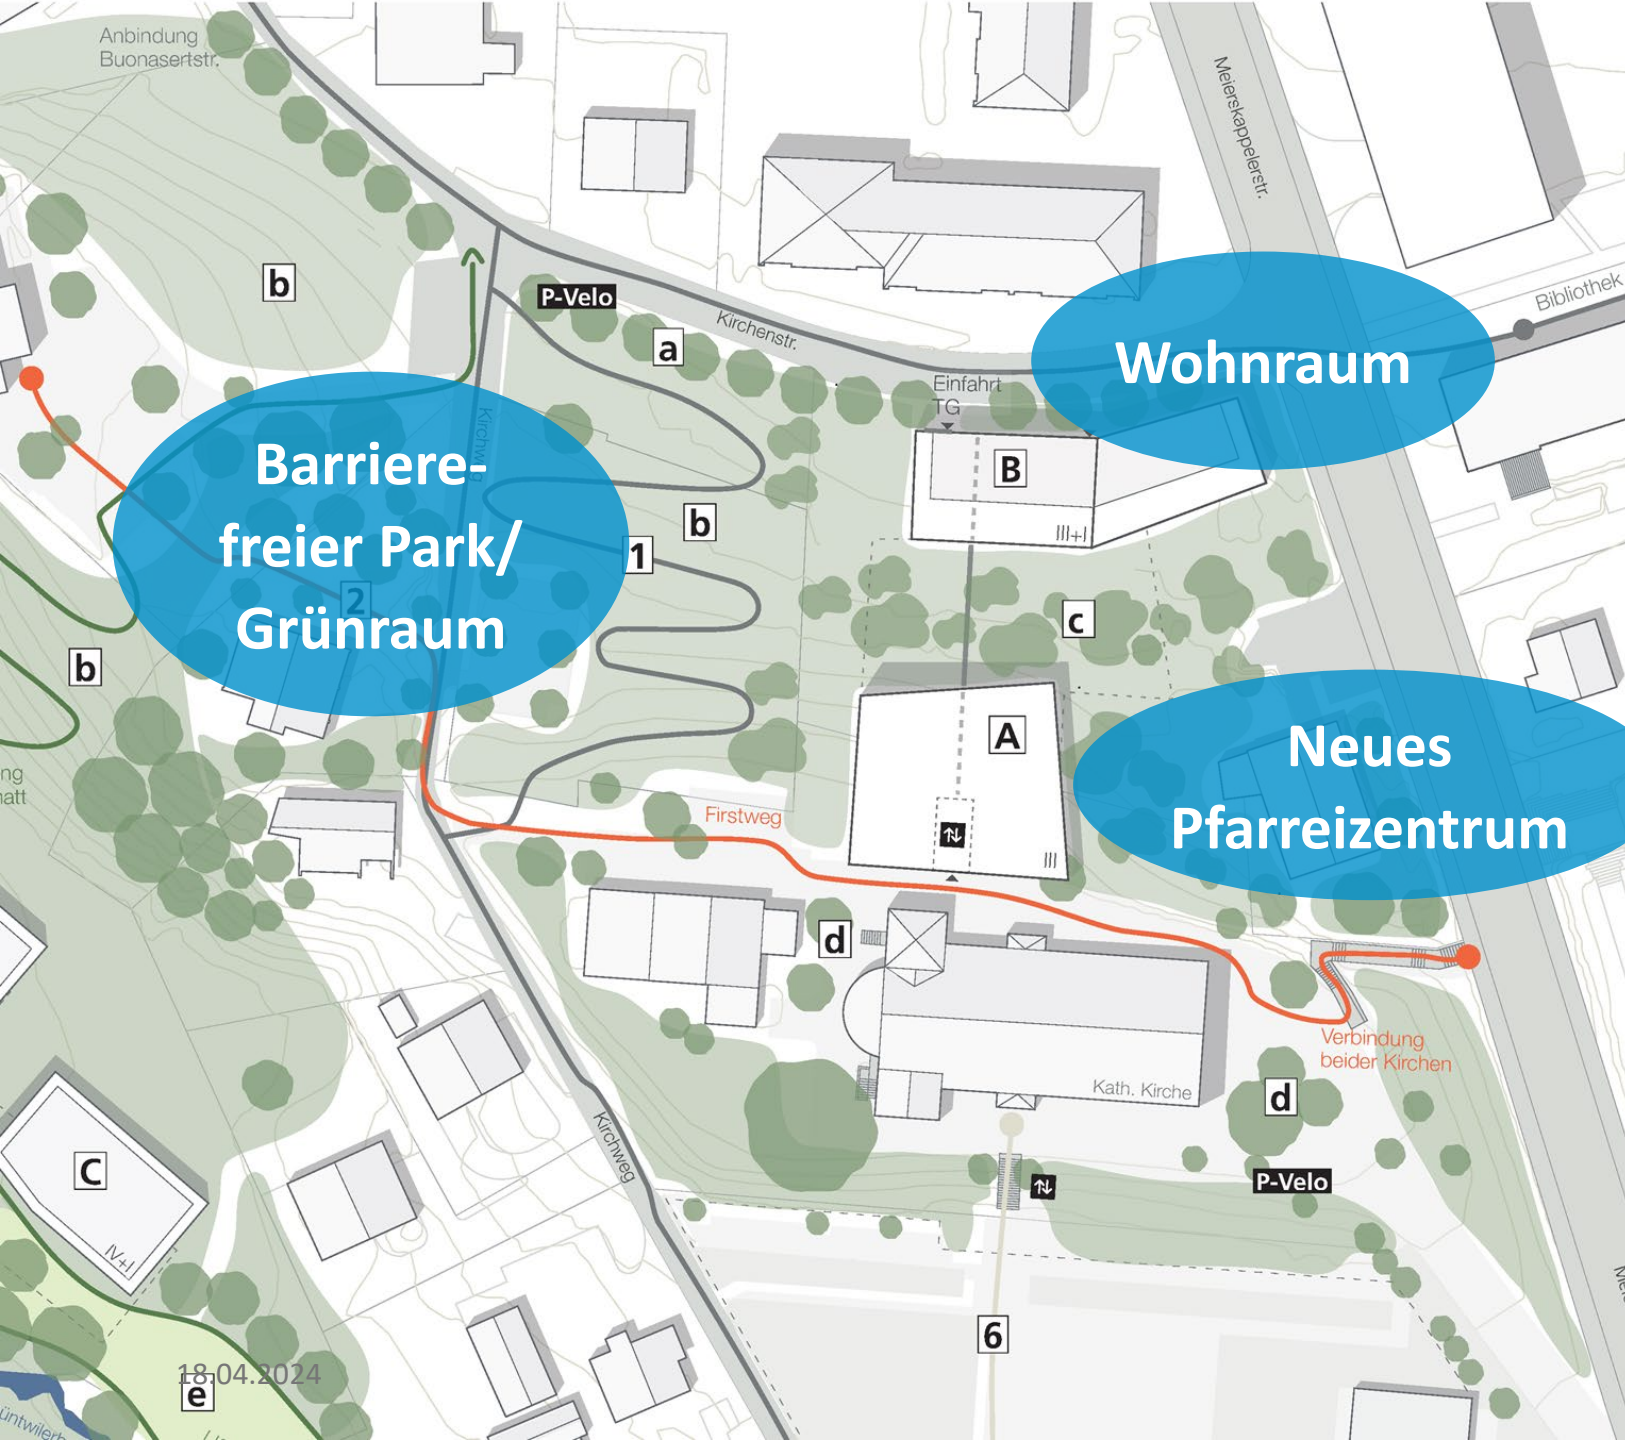 Anbindung
Buonasertstr.
Meierskappelerstr.
b
P-Velo
Kirchenstr.
a
Bibliothek
Wohnraum
Einfahrt
TG
B
III+I
Kirchweg
Barriere-
freier Park/
Grünraum
b
1
2
c
b
A
Neues
Pfarreizentrum
Firstweg
III
d
Verbindung
beider Kirchen
Kath. Kirche
d
Kirchweg
P-Velo
C
IV+I
6
18.04.2024
e